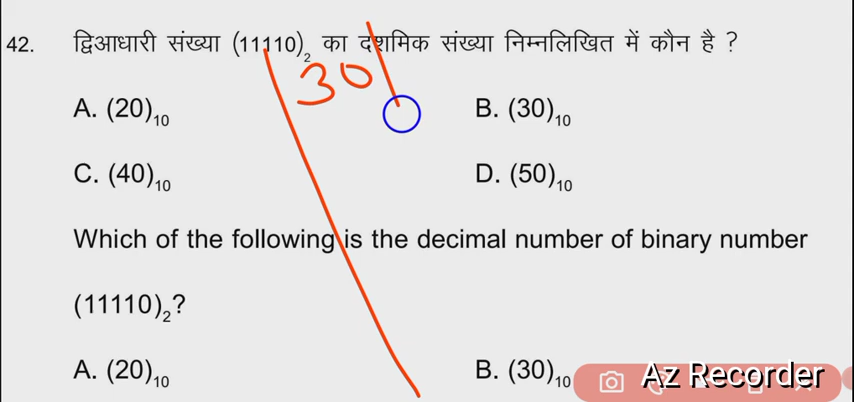 42. द्विआधारी संख्या (11110)₂ का दशमिक संख्या निम्नलिखित में कौन है ?
30
A. (20)₁₀ B. (30)₁₀
C. (40)₁₀ D. (50)₁₀
Which of the following is the decimal number of binary number
(11110)₂?
A. (20)₁₀ B. (30)₁₀
Az Recorder